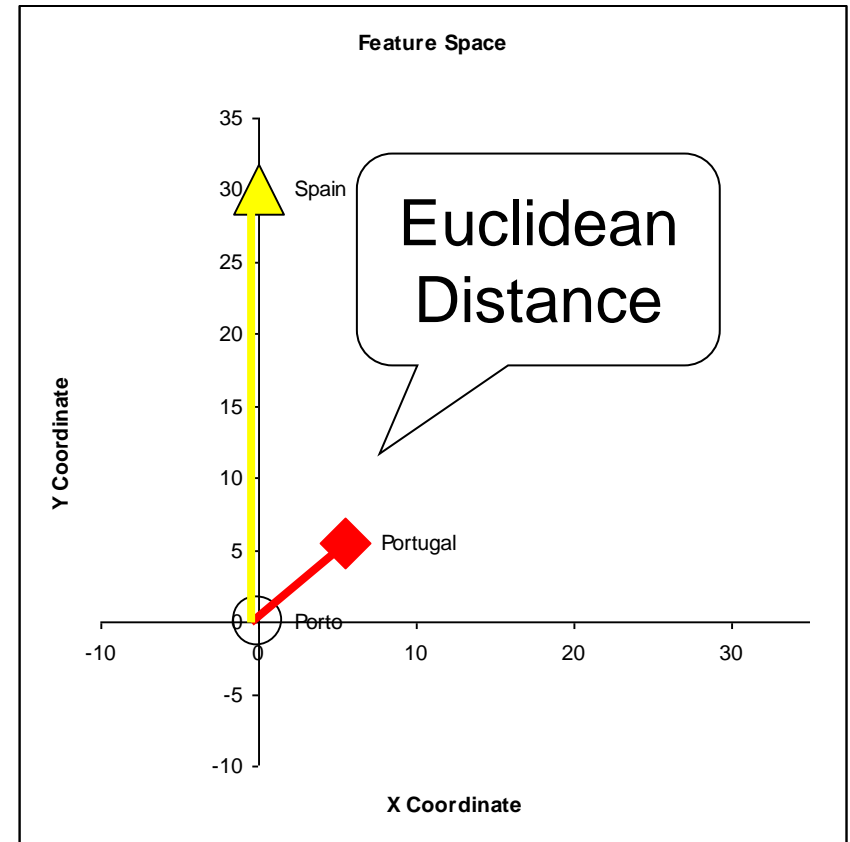 Feature Space
35
30
Spain
Euclidean
Distance
25
20
15
10
5
Portugal
0
Porto
-10
0
10
20
30
-5
-10
Y Coordinate
X Coordinate